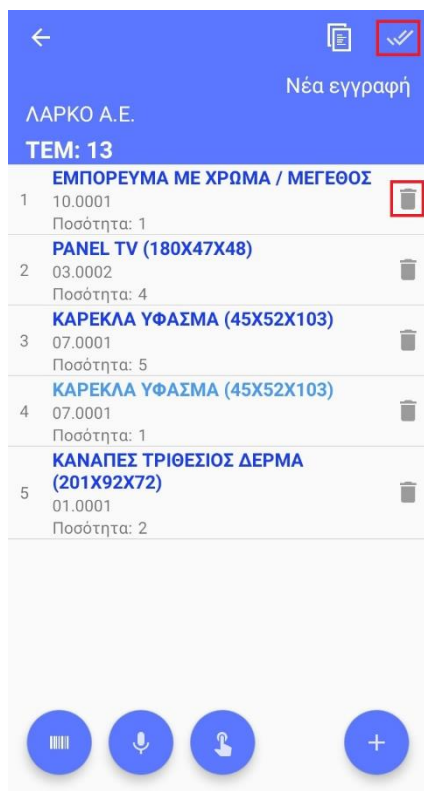 Νέα εγγραφή
ΛΑΡΚΟ Α.Ε.
ΤΕΜ: 13
ΕΜΠΟΡΕΥΜΑ ΜΕ ΧΡΩΜΑ / ΜΕΓΕΘΟΣ
1 10.0001
Ποσότητα: 1
PANEL TV (180X47X48)
2 03.0002
Ποσότητα: 4
ΚΑΡΕΚΛΑ ΥΦΑΣΜΑ (45X52X103)
3 07.0001
Ποσότητα: 5
ΚΑΡΕΚΛΑ ΥΦΑΣΜΑ (45X52X103)
4 07.0001
Ποσότητα: 1
ΚΑΝΑΠΕΣ ΤΡΙΘΕΣΙΟΣ ΔΕΡΜΑ
(201X92X72)
5 01.0001
Ποσότητα: 2